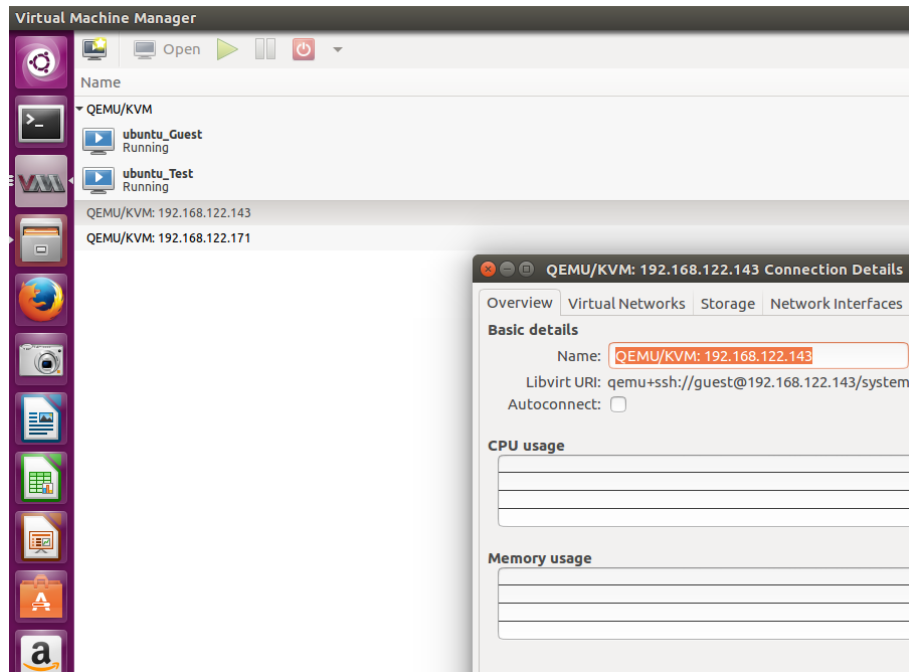 Virtual Machine Manager
Open
Name
QEMU/KVM
ubuntu_Guest
Running
ubuntu_Test
Running
QEMU/KVM: 192.168.122.143
QEMU/KVM: 192.168.122.171
QEMU/KVM: 192.168.122.143 Connection Details
Overview Virtual Networks Storage Network Interfaces
Basic details
Name: QEMU/KVM: 192.168.122.143
Libvirt URI: qemu+ssh://guest@192.168.122.143/system
Autoconnect:
CPU usage
Memory usage